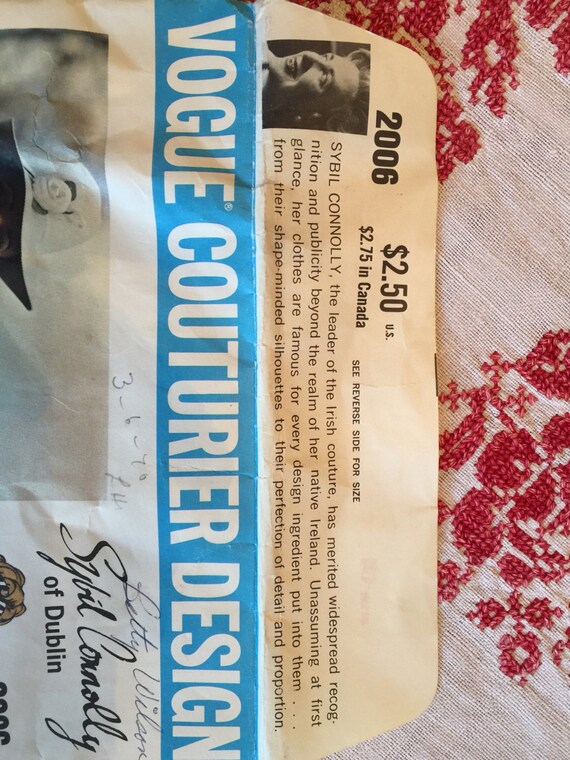 2006
$2.50 U.S.
$2.75 in Canada
SEE REVERSE SIDE FOR SIZE
SYBIL CONNOLLY, the leader of the Irish couture, has merited widespread recog-
nition and publicity beyond the realm of her native Ireland. Unassuming at first
glance, her clothes are famous for every design ingredient put into them . . .
from their shape-minded silhouettes to their perfection of detail and proportion.
VOGUE® COUTURIER DESIGN
3-6-70
Betty Wilson
Sybil Connolly
of Dublin
2006